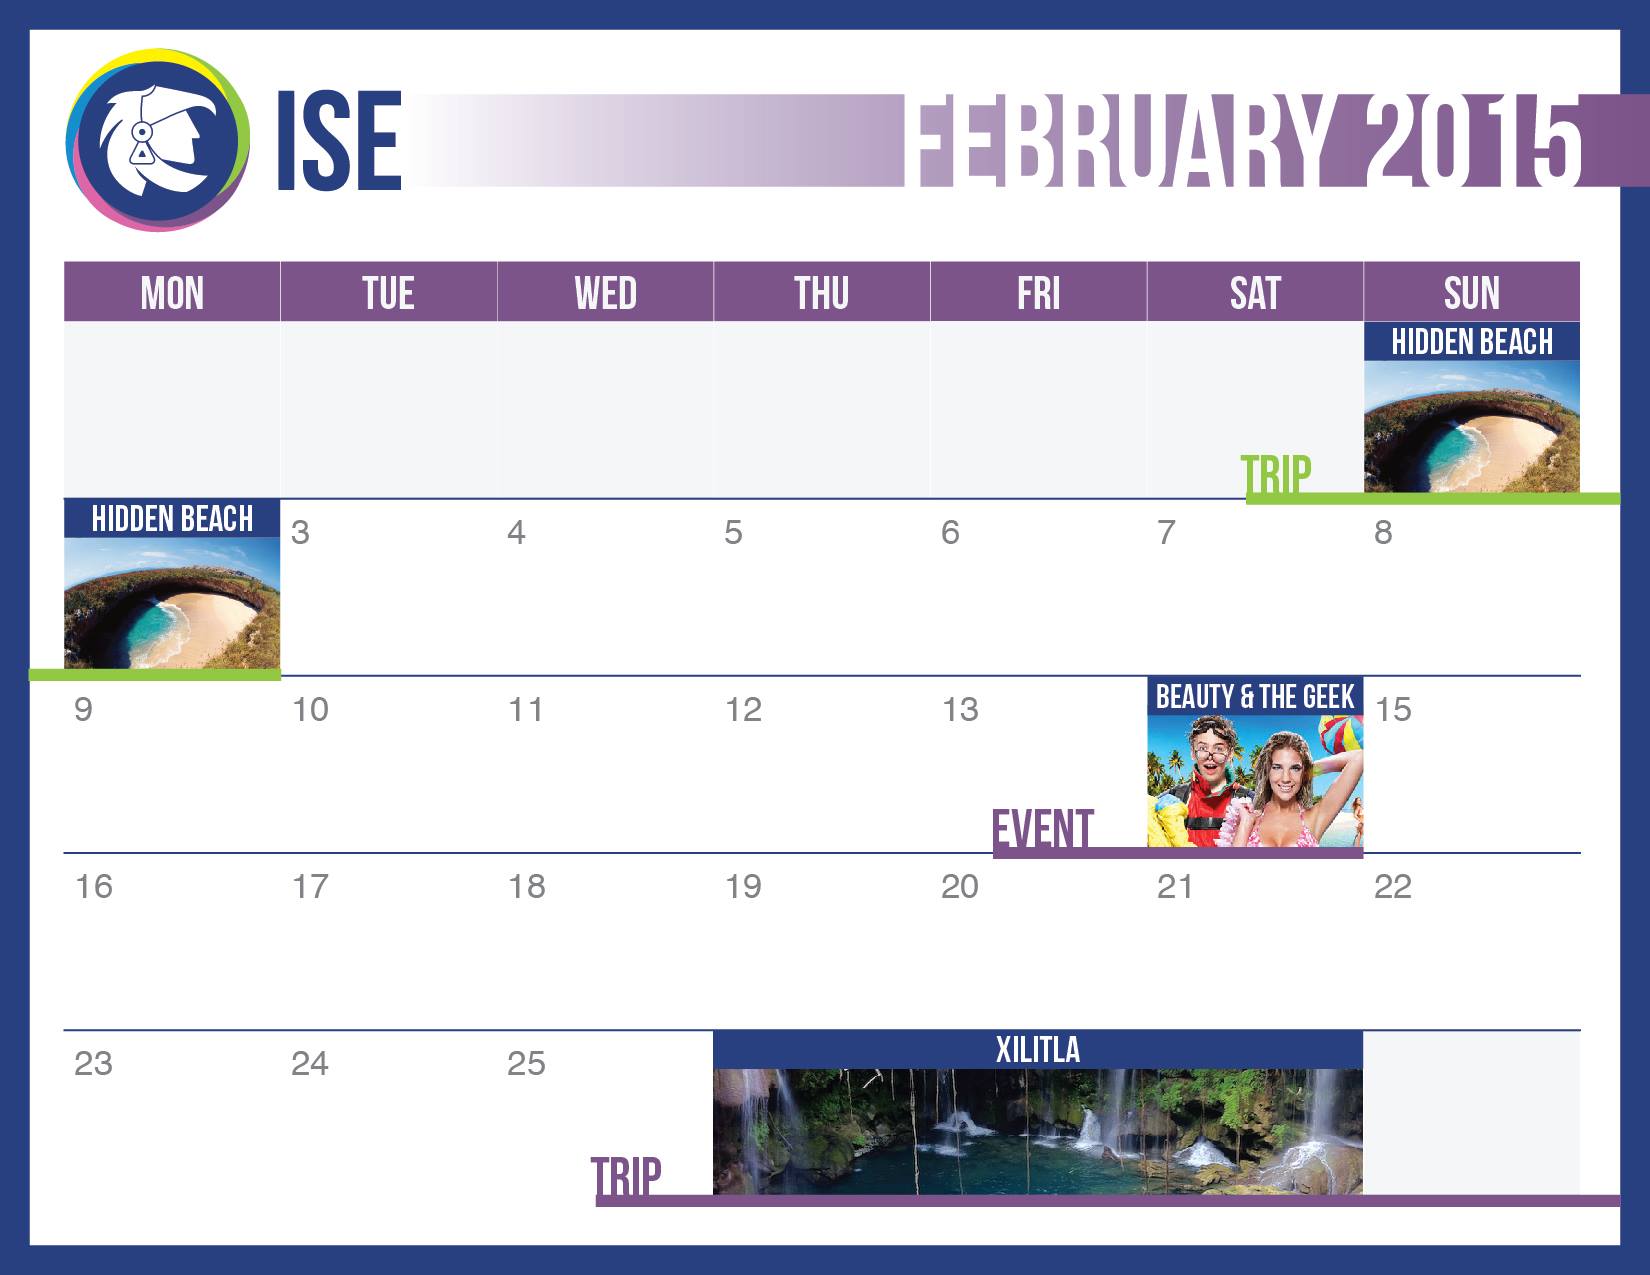 ISE
FEBRUARY 2015
MON TUE WED THU FRI SAT SUN
HIDDEN BEACH
TRIP
HIDDEN BEACH
3 4 5 6 7 8
9 10 11 12 13 BEAUTY & THE GEEK 15
EVENT
16 17 18 19 20 21 22
23 24 25 XILITLA
TRIP